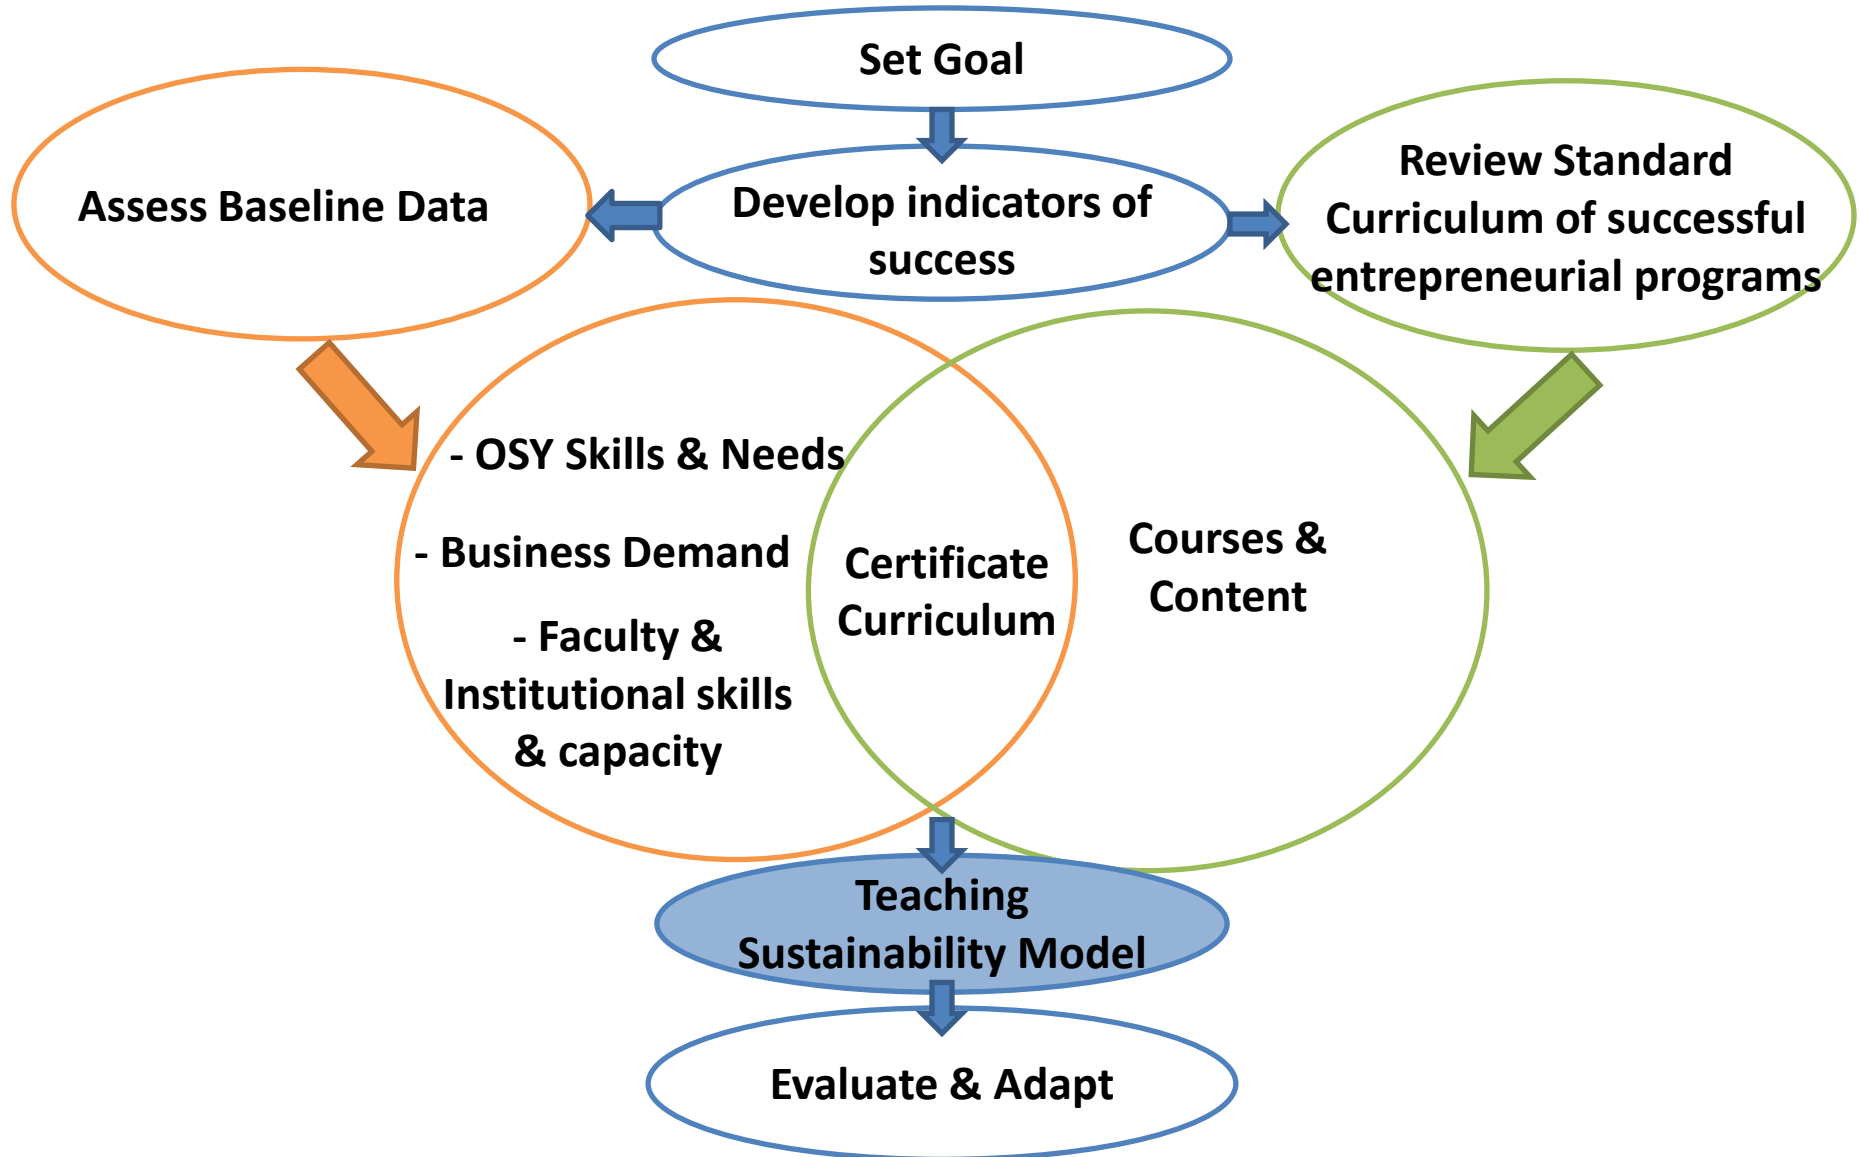 Set Goal
Assess Baseline Data
Develop indicators of
success
Review Standard
Curriculum of successful
entrepreneurial programs
- OSY Skills & Needs
- Business Demand
- Faculty &
Institutional skills
& capacity
Certificate
Curriculum
Courses &
Content
Teaching
Sustainability Model
Evaluate & Adapt